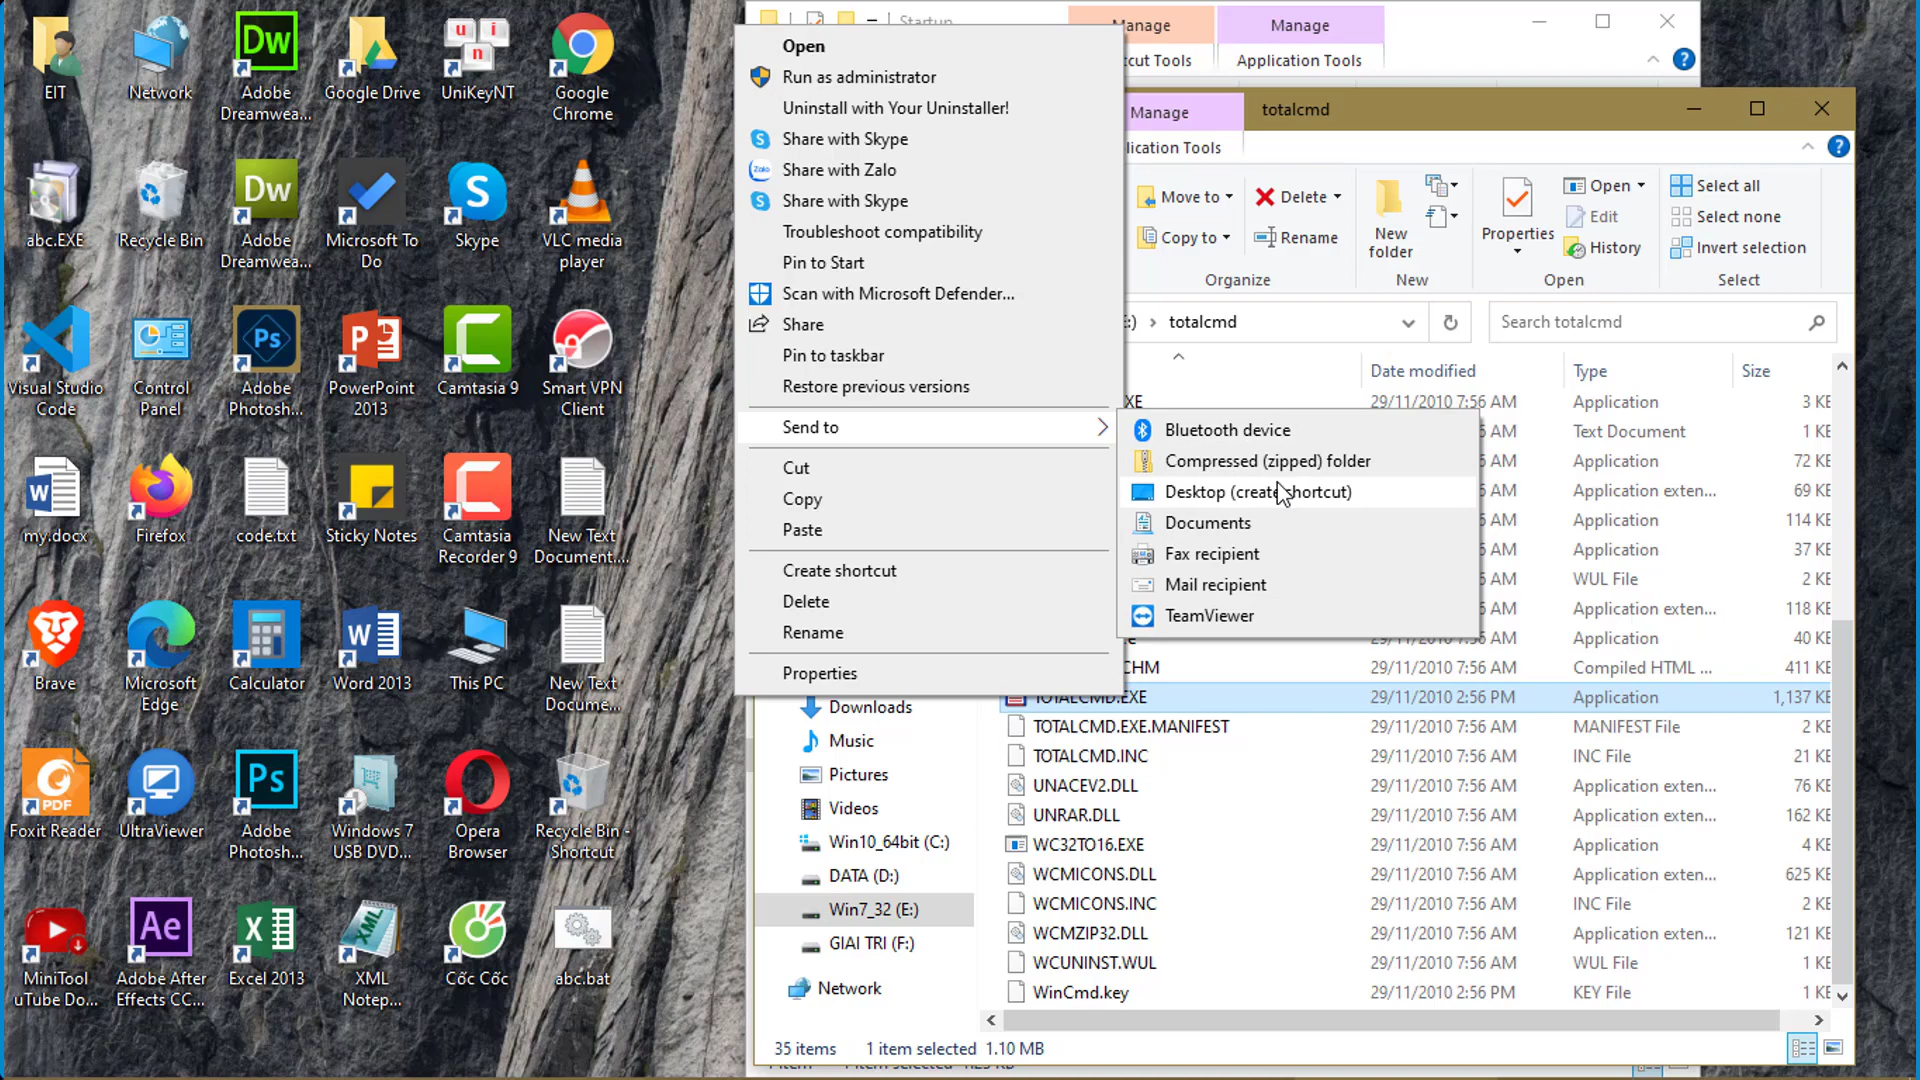 EIT
Network
Adobe
Dreamwea...
Google Drive
UniKeyNT
Google
Chrome
abc.EXE
Recycle Bin
Adobe
Dreamwea...
Microsoft To
Do
Skype
VLC media
player
Visual Studio
Code
Control
Panel
Adobe
Photosh...
PowerPoint
2013
Camtasia 9
Smart VPN
Client
my.docx
Firefox
code.txt
Sticky Notes
Camtasia
Recorder 9
New Text
Document....
Brave
Microsoft
Edge
Calculator
Word 2013
This PC
New Text
Docume...
Foxit Reader
UltraViewer
Adobe
Photosh...
Windows 7
USB DVD...
Opera
Browser
Recycle Bin -
Shortcut
MiniTool
uTube Do...
Adobe After
Effects CC...
Excel 2013
XML
Notep...
Cốc Cốc
abc.bat
Open
Run as administrator
Uninstall with Your Uninstaller!
Share with Skype
Share with Zalo
Share with Skype
Troubleshoot compatibility
Pin to Start
Scan with Microsoft Defender...
Share
Pin to taskbar
Restore previous versions
Send to
Cut
Copy
Paste
Create shortcut
Delete
Rename
Properties
Bluetooth device
Compressed (zipped) folder
Desktop (create shortcut)
Documents
Fax recipient
Mail recipient
TeamViewer
Startup
Manage
Manage
cut Tools
Application Tools
Manage
totalcmd
lication Tools
Move to
Copy to
Delete
Rename
Organize
New
folder
New
Properties
Open
Edit
History
Open
Select all
Select none
Invert selection
Select
:) › totalcmd
Search totalcmd
Date modified
Type
Size
XE 29/11/2010 7:56 AM Application 3 KE
5 AM Text Document 1 KE
5 AM Application 72 KE
5 AM Application exten... 69 KE
5 AM Application 114 KE
5 AM Application 37 KE
5 AM WUL File 2 KE
5 AM Application exten... 118 KE
e 5 AM Application 40 KE
CHM 29/11/2010 7:56 AM Compiled HTML ... 411 KE
TOTALCMD.EXE 29/11/2010 2:56 PM Application 1,137 KE
TOTALCMD.EXE.MANIFEST 29/11/2010 7:56 AM MANIFEST File 2 KE
TOTALCMD.INC 29/11/2010 7:56 AM INC File 21 KE
UNACEV2.DLL 29/11/2010 7:56 AM Application exten... 76 KE
UNRAR.DLL 29/11/2010 7:56 AM Application exten... 162 KE
WC32TO16.EXE 29/11/2010 7:56 AM Application 4 KE
WCMICONS.DLL 29/11/2010 7:56 AM Application exten... 625 KE
WCMICONS.INC 29/11/2010 7:56 AM INC File 2 KE
WCMZIP32.DLL 29/11/2010 7:56 AM Application exten... 121 KE
WCUNINST.WUL 29/11/2010 7:56 AM WUL File 1 KE
WinCmd.key 29/11/2010 2:56 PM KEY File 1 KE
Downloads
Music
Pictures
Videos
Win10_64bit (C:)
DATA (D:)
Win7_32 (E:)
GIAI TRI (F:)
Network
35 items
1 item selected 1.10 MB